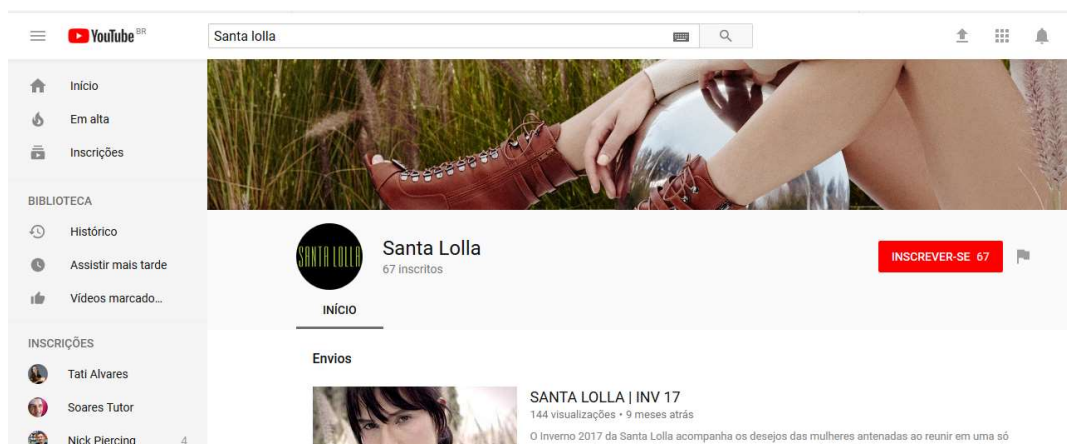 YouTube BR
Santa lolla
Início
Em alta
Inscrições
BIBLIOTECA
Histórico
Assistir mais tarde
Vídeos marcado...
INSCRIÇÕES
Tati Alvares
Soares Tutor
Nick Piercing 4
SANTA LOLLA
Santa Lolla
67 inscritos
INSCREVER-SE 67
INÍCIO
Envios
SANTA LOLLA | INV 17
144 visualizações • 9 meses atrás
O Inverno 2017 da Santa Lolla acompanha os desejos das mulheres antenadas ao reunir em uma só